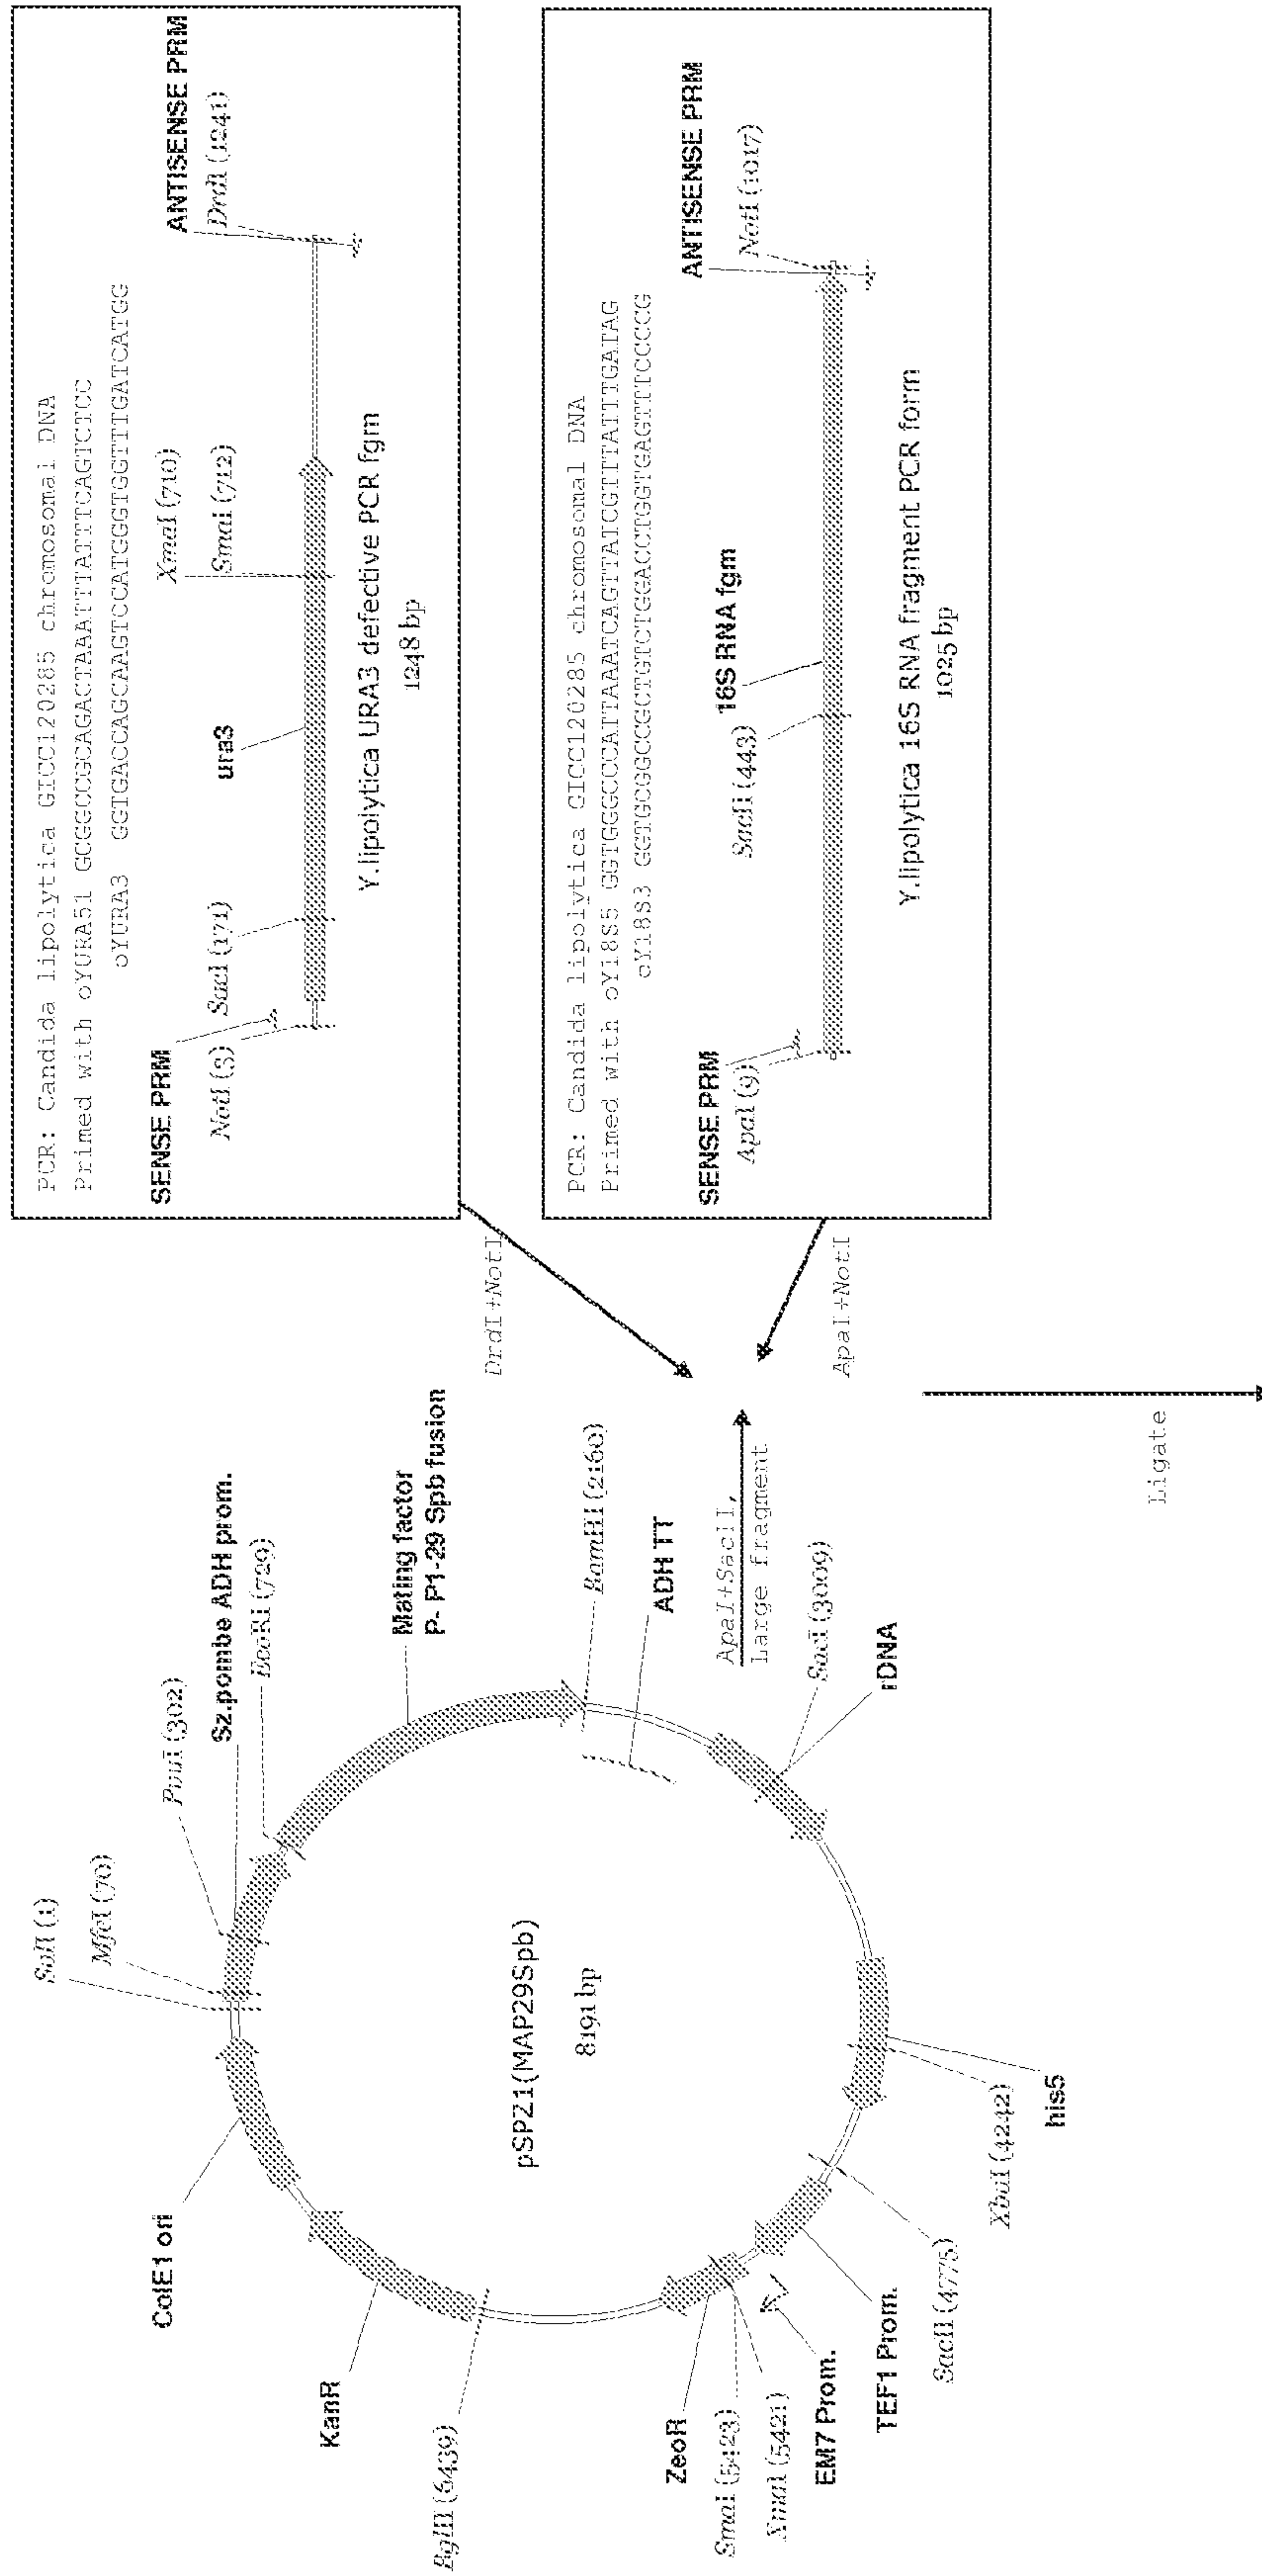 SalI (1)
MfeI (70)
PvuI (302)
Sz.pombe ADH prom.
EcoRI (729)
Mating factor
P- P1-29 Spb fusion
BamHI (2160)
ADH TT
SacI (3009)
rDNA
his5
XbaI (4242)
SacII (4775)
TEF1 Prom.
EM7 Prom.
XmaI (5421)
SmaI (5423)
ZeoR
BglII (6439)
KanR
ColE1 ori
pSPZ1(MAP29Spb)
8191 bp
ApaI+SacII,
Large fragment
DrdI+NotI
ApaI+NotI
Ligate
PCR: Candida lipolytica GICC120285 chromosomal DNA
Primed with oYURA51 GCGGCCGCAGACTAAATTTATTTCAGTCTCC
oYURA3 GGTGACCAGCAAGTCCATGGGTGGTTTGATCATGG
SENSE PRM
NotI (3)
SacI (171)
ura3
XmaI (710)
SmaI (712)
ANTISENSE PRM
DrdI (1241)
Y.lipolytica URA3 defective PCR fgm
1248 bp
PCR: Candida lipolytica GICC120285 chromosomal DNA
Primed with oY18S5 GGTGGGCCCATTAAATCAGTTATCGTTTATTTGATAG
oY18S3 GGTGCGGCCGCTGTCTGGACCTGGTGAGTTTCCCCG
SENSE PRM
ApaI (9)
SacII (443)
16S RNA fgm
ANTISENSE PRM
NotI (1017)
Y.lipolytica 16S RNA fragment PCR form
1025 bp